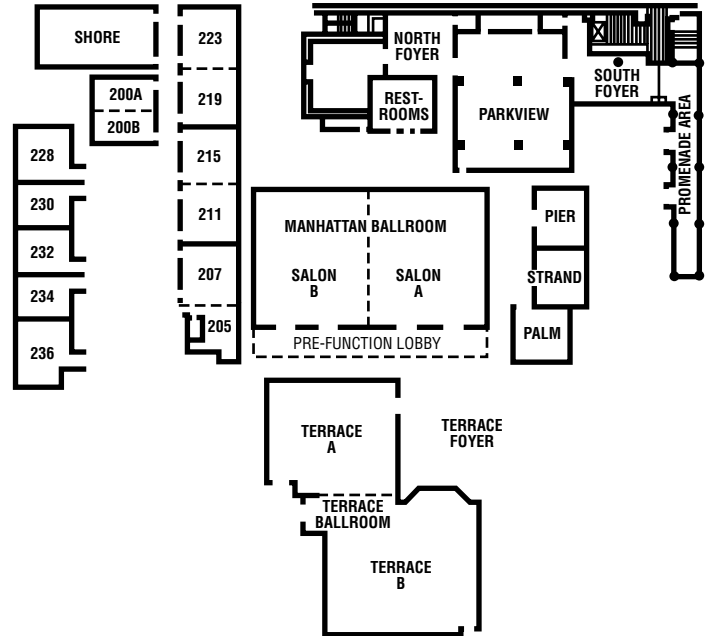 SHORE
223
NORTH
FOYER
SOUTH
FOYER
200A
200B
219
REST-
ROOMS
PARKVIEW
PROMENADE AREA
228
215
230
211
232
234
236
207
205
MANHATTAN BALLROOM
SALON
B
SALON
A
PRE-FUNCTION LOBBY
PIER
STRAND
PALM
TERRACE
A
TERRACE
FOYER
TERRACE
BALLROOM
TERRACE
B